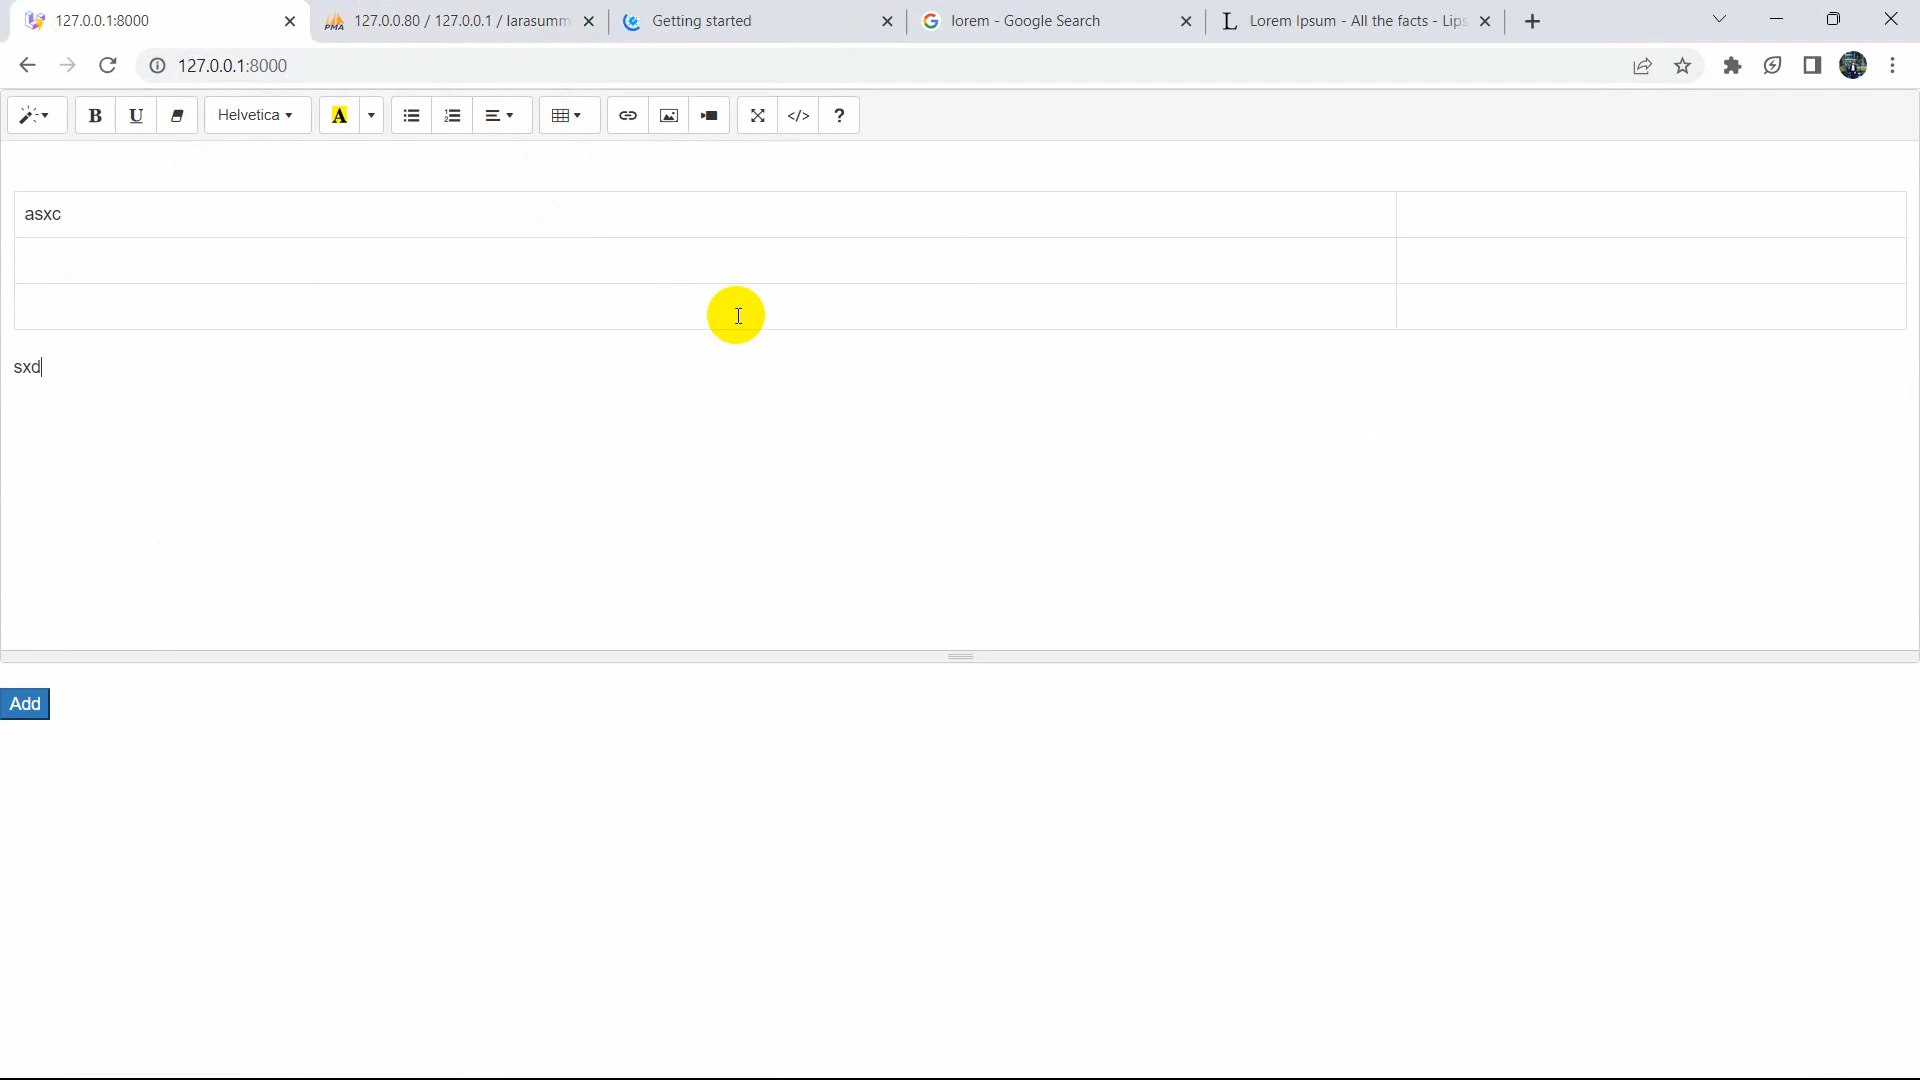 127.0.0.1:8000
127.0.0.80 / 127.0.0.1 / larasumm
Getting started
lorem - Google Search
Lorem Ipsum - All the facts - Lips
127.0.0.1:8000
B U Helvetica A </> ?
asxc
sxd
Add